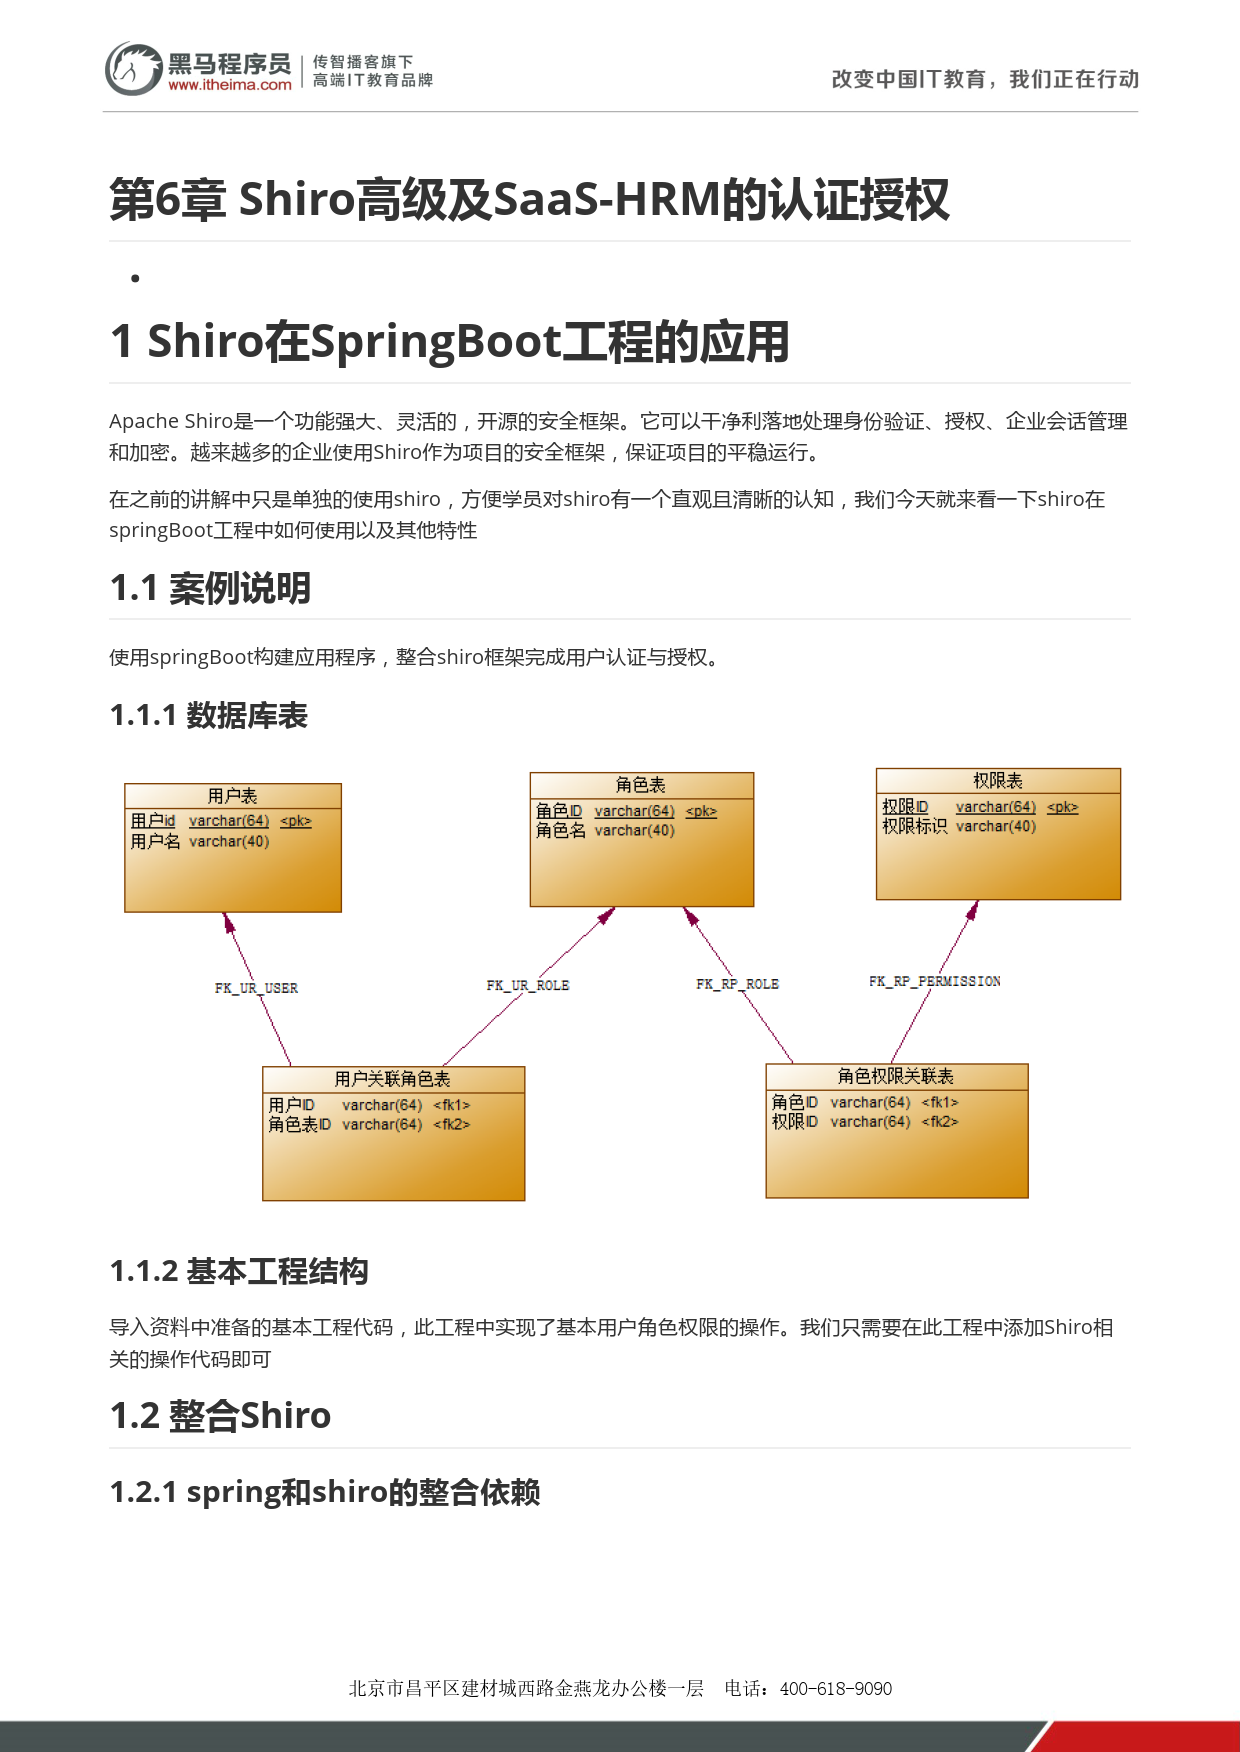 黑马程序员
www.itheima.com
传智播客旗下
高端IT教育品牌
改变中国IT教育，我们正在行动
第6章 Shiro高级及SaaS-HRM的认证授权
•
1 Shiro在SpringBoot工程的应用
Apache Shiro是一个功能强大、灵活的，开源的安全框架。它可以干净利落地处理身份验证、授权、企业会话管理
和加密。越来越多的企业使用Shiro作为项目的安全框架，保证项目的平稳运行。
在之前的讲解中只是单独的使用shiro，方便学员对shiro有一个直观且清晰的认知，我们今天就来看一下shiro在
springBoot工程中如何使用以及其他特性
1.1 案例说明
使用springBoot构建应用程序，整合shiro框架完成用户认证与授权。
1.1.1 数据库表
用户表
用户id varchar(64) <pk>
用户名 varchar(40)
角色表
角色ID varchar(64) <pk>
角色名 varchar(40)
权限表
权限ID varchar(64) <pk>
权限标识 varchar(40)
FK_UR_USER
FK_UR_ROLE
FK_RP_ROLE
FK_RP_PERMISSION
用户关联角色表
用户ID varchar(64) <fk1>
角色表ID varchar(64) <fk2>
角色权限关联表
角色ID varchar(64) <fk1>
权限ID varchar(64) <fk2>
1.1.2 基本工程结构
导入资料中准备的基本工程代码，此工程中实现了基本用户角色权限的操作。我们只需要在此工程中添加Shiro相
关的操作代码即可
1.2 整合Shiro
1.2.1 spring和shiro的整合依赖
北京市昌平区建材城西路金燕龙办公楼一层 电话：400-618-9090